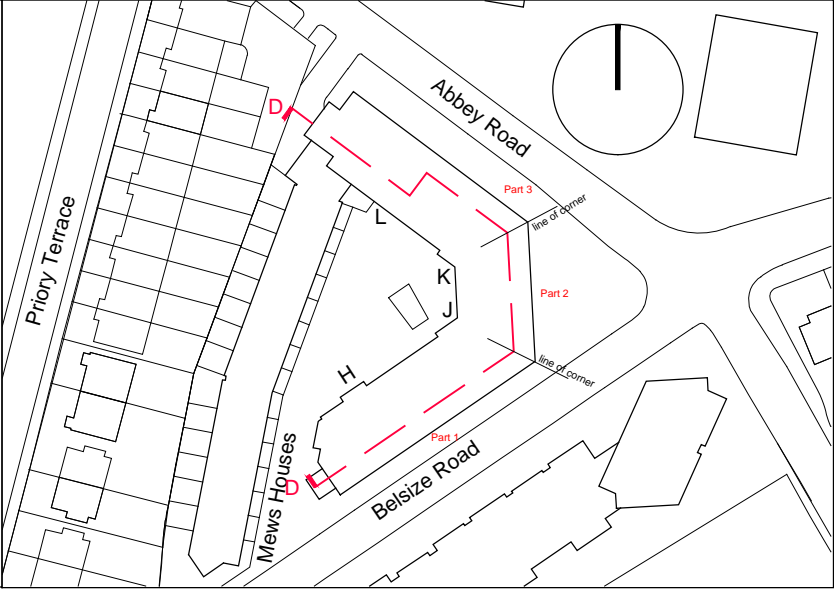 Abbey Road
D
Part 3
line of corner
Priory Terrace
L
K
Part 2
J
line of corner
H
Part 1
Belsize Road
Mews Houses
D